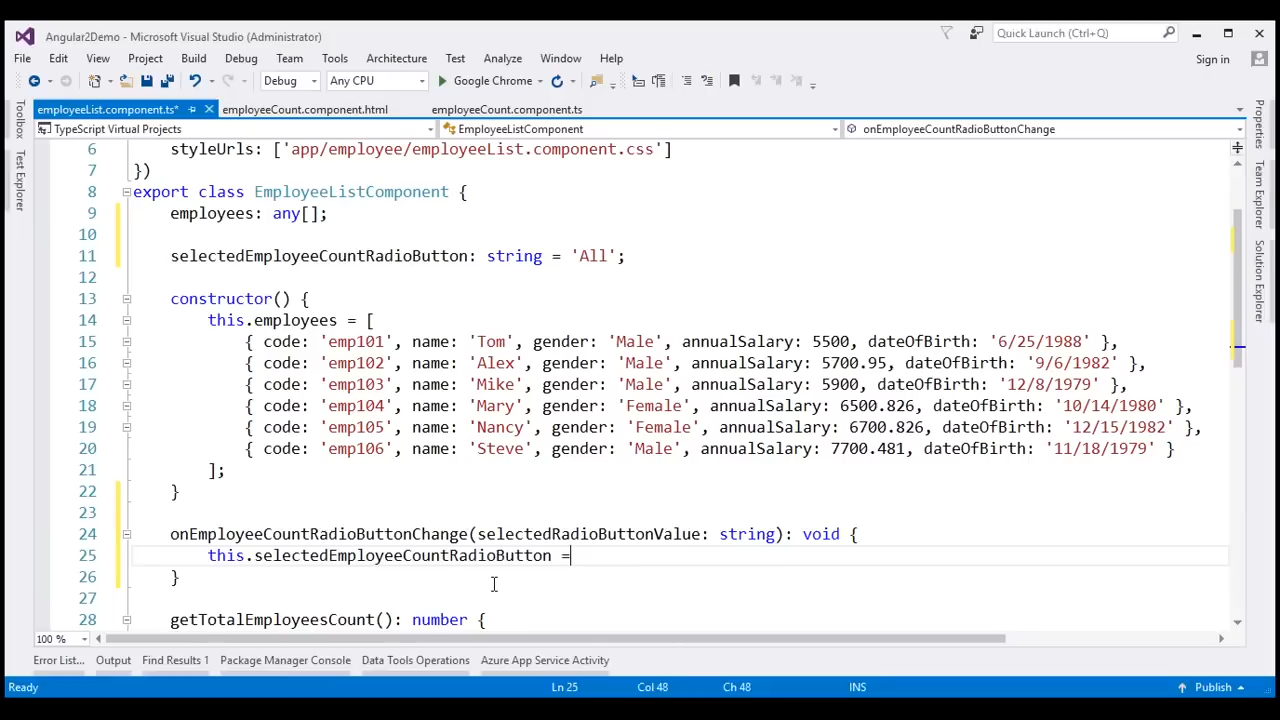 Angular2Demo - Microsoft Visual Studio (Administrator)
Quick Launch (Ctrl+Q)
File Edit View Project Build Debug Team Tools Architecture Test Analyze Window Help
Sign in
Debug Any CPU Google Chrome
employeeList.component.ts* employeeCount.component.html employeeCount.component.ts
TypeScript Virtual Projects EmployeeListComponent onEmployeeCountRadioButtonChange
Toolbox
Test Explorer
Properties
Team Explorer
Solution Explorer
6 styleUrls: ['app/employee/employeeList.component.css']
7 })
8 export class EmployeeListComponent {
9 employees: any[];
10
11 selectedEmployeeCountRadioButton: string = 'All';
12
13 constructor() {
14 this.employees = [
15 { code: 'emp101', name: 'Tom', gender: 'Male', annualSalary: 5500, dateOfBirth: '6/25/1988' },
16 { code: 'emp102', name: 'Alex', gender: 'Male', annualSalary: 5700.95, dateOfBirth: '9/6/1982' },
17 { code: 'emp103', name: 'Mike', gender: 'Male', annualSalary: 5900, dateOfBirth: '12/8/1979' },
18 { code: 'emp104', name: 'Mary', gender: 'Female', annualSalary: 6500.826, dateOfBirth: '10/14/1980' },
19 { code: 'emp105', name: 'Nancy', gender: 'Female', annualSalary: 6700.826, dateOfBirth: '12/15/1982' },
20 { code: 'emp106', name: 'Steve', gender: 'Male', annualSalary: 7700.481, dateOfBirth: '11/18/1979' }
21 ];
22 }
23
24 onEmployeeCountRadioButtonChange(selectedRadioButtonValue: string): void {
25 this.selectedEmployeeCountRadioButton =
26 }
27
28 getTotalEmployeesCount(): number {
100 %
Error List... Output Find Results 1 Package Manager Console Data Tools Operations Azure App Service Activity
Ready Ln 25 Col 48 Ch 48 INS Publish